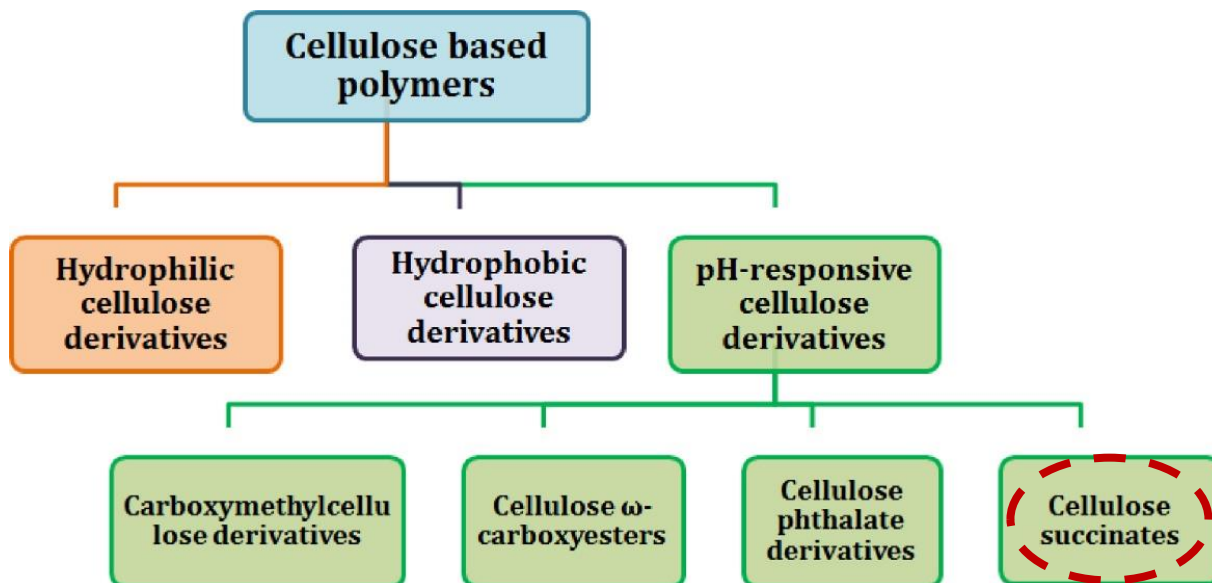 Cellulose based
polymers
Hydrophilic
cellulose
derivatives
Hydrophobic
cellulose
derivatives
pH-responsive
cellulose
derivatives
Carboxymethylcellu
lose derivatives
Cellulose ω-
carboxyesters
Cellulose
phthalate
derivatives
Cellulose
succinates